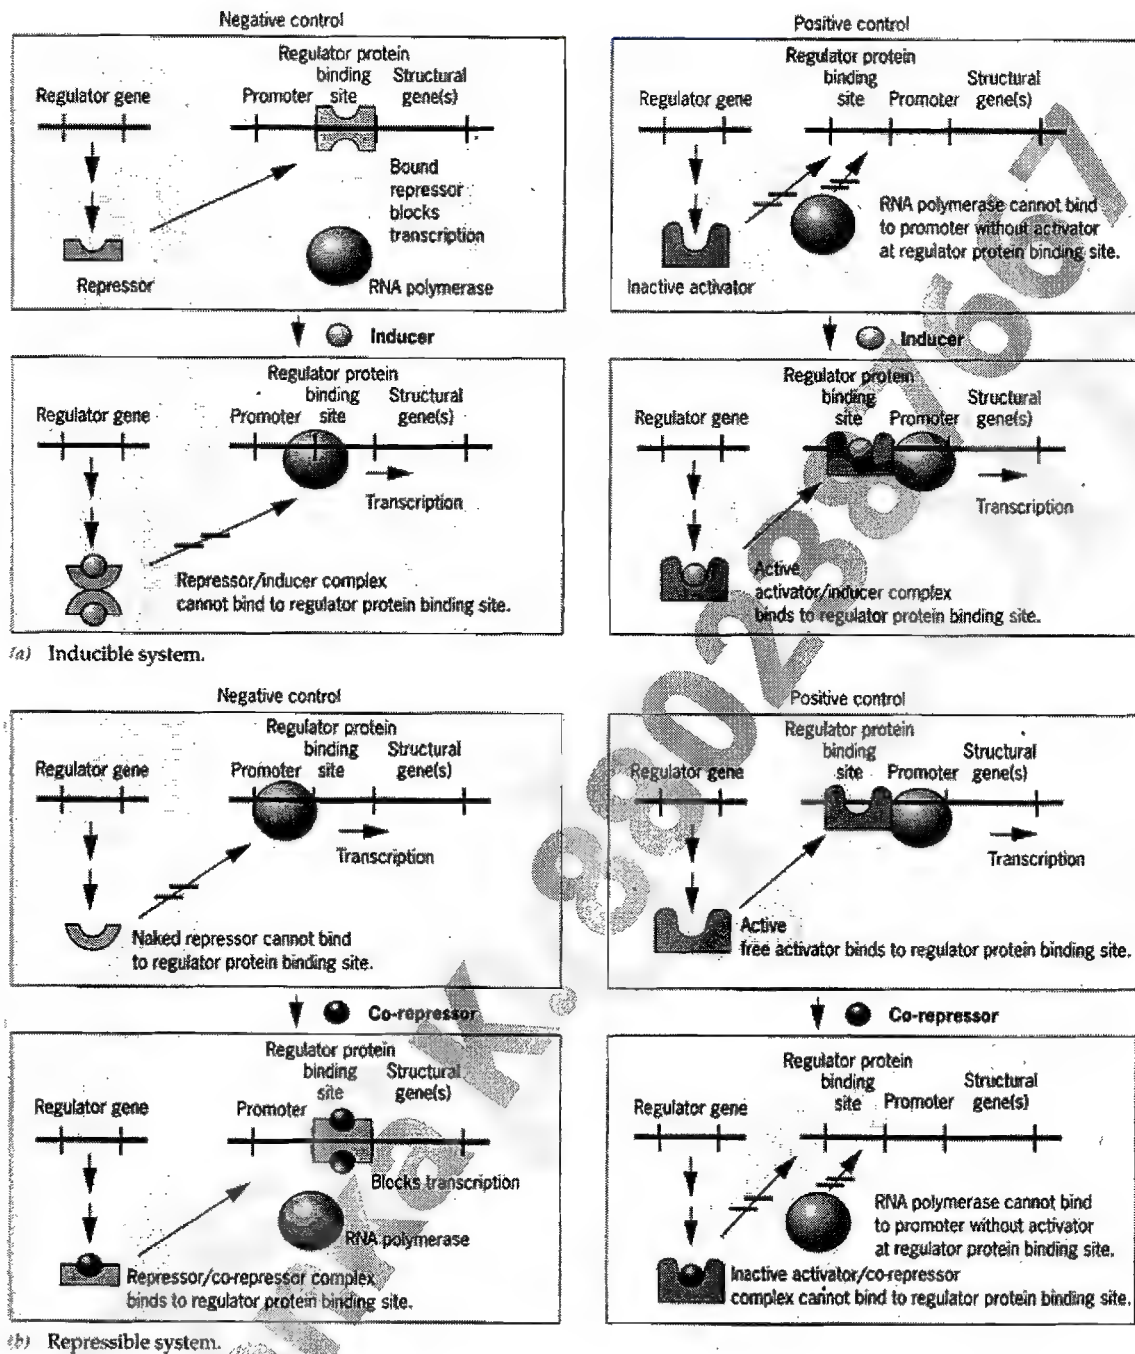 Negative control
Regulator protein
binding
site
Structural
gene(s)
Regulator gene
Promoter
Bound
repressor
blocks
transcription
Repressor
RNA polymerase
Positive control
Regulator protein
binding
site
Structural
gene(s)
Regulator gene
Promoter
RNA polymerase cannot bind
to promoter without activator
at regulator protein binding site.
Inactive activator
Inducer
Inducer
Regulator protein
binding
site
Structural
gene(s)
Regulator gene
Promoter
Transcription
Repressor/inducer complex
cannot bind to regulator protein binding site.
Regulator protein
binding
site
Structural
gene(s)
Regulator gene
Promoter
Transcription
Active
activator/inducer complex
binds to regulator protein binding site.
(a) Inducible system.
Negative control
Regulator protein
binding
site
Structural
gene(s)
Regulator gene
Promoter
Transcription
Naked repressor cannot bind
to regulator protein binding site.
Positive control
Regulator protein
binding
site
Structural
gene(s)
Regulator gene
Promoter
Transcription
Active
free activator binds to regulator protein binding site.
Co-repressor
Co-repressor
Regulator protein
binding
site
Structural
gene(s)
Regulator gene
Promoter
Blocks transcription
RNA polymerase
Repressor/co-repressor complex
binds to regulator protein binding site.
Regulator protein
binding
site
Structural
gene(s)
Regulator gene
Promoter
RNA polymerase cannot bind
to promoter without activator
at regulator protein binding site.
Inactive activator/co-repressor
complex cannot bind to regulator protein binding site.
(b) Repressible system.